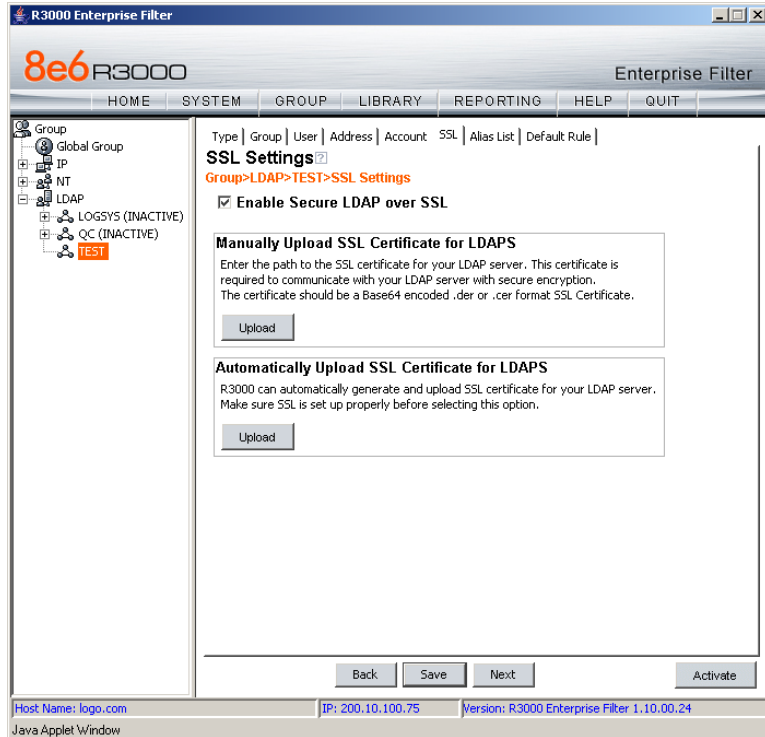 R3000 Enterprise Filter
8e6 R3000
Enterprise Filter
HOME SYSTEM GROUP LIBRARY REPORTING HELP QUIT
Group
Global Group
IP
NT
LDAP
LOGSYS (INACTIVE)
QC (INACTIVE)
TEST
Type | Group | User | Address | Account SSL | Alias List | Default Rule |
SSL Settings ?
Group>LDAP>TEST>SSL Settings
Enable Secure LDAP over SSL
Manually Upload SSL Certificate for LDAPS
Enter the path to the SSL certificate for your LDAP server. This certificate is
required to communicate with your LDAP server with secure encryption.
The certificate should be a Base64 encoded .der or .cer format SSL Certificate.
Upload
Automatically Upload SSL Certificate for LDAPS
R3000 can automatically generate and upload SSL certificate for your LDAP server.
Make sure SSL is set up properly before selecting this option.
Upload
Back Save Next Activate
Host Name: logo.com IP: 200.10.100.75 Version: R3000 Enterprise Filter 1.10.00.24
Java Applet Window